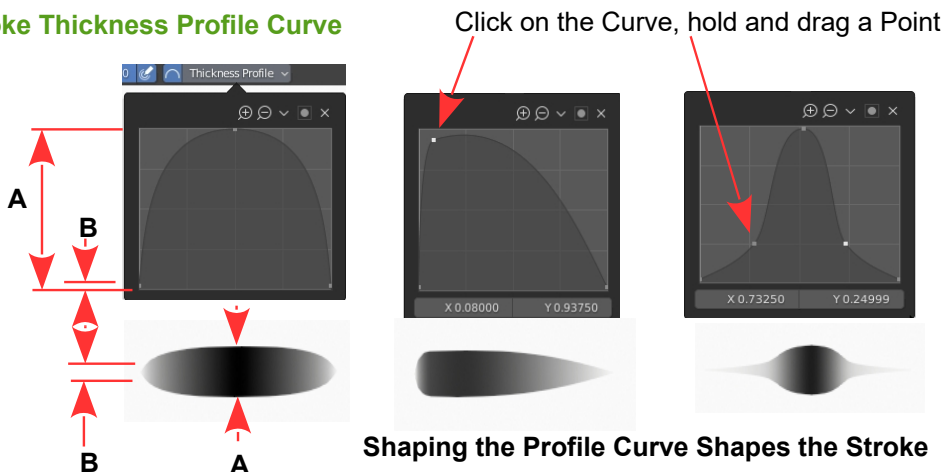 ke Thickness Profile Curve
Click on the Curve, hold and drag a Point
0 Thickness Profile
A
B
X 0.08000 Y 0.93750
X 0.73250 Y 0.24999
B
A
Shaping the Profile Curve Shapes the Stroke